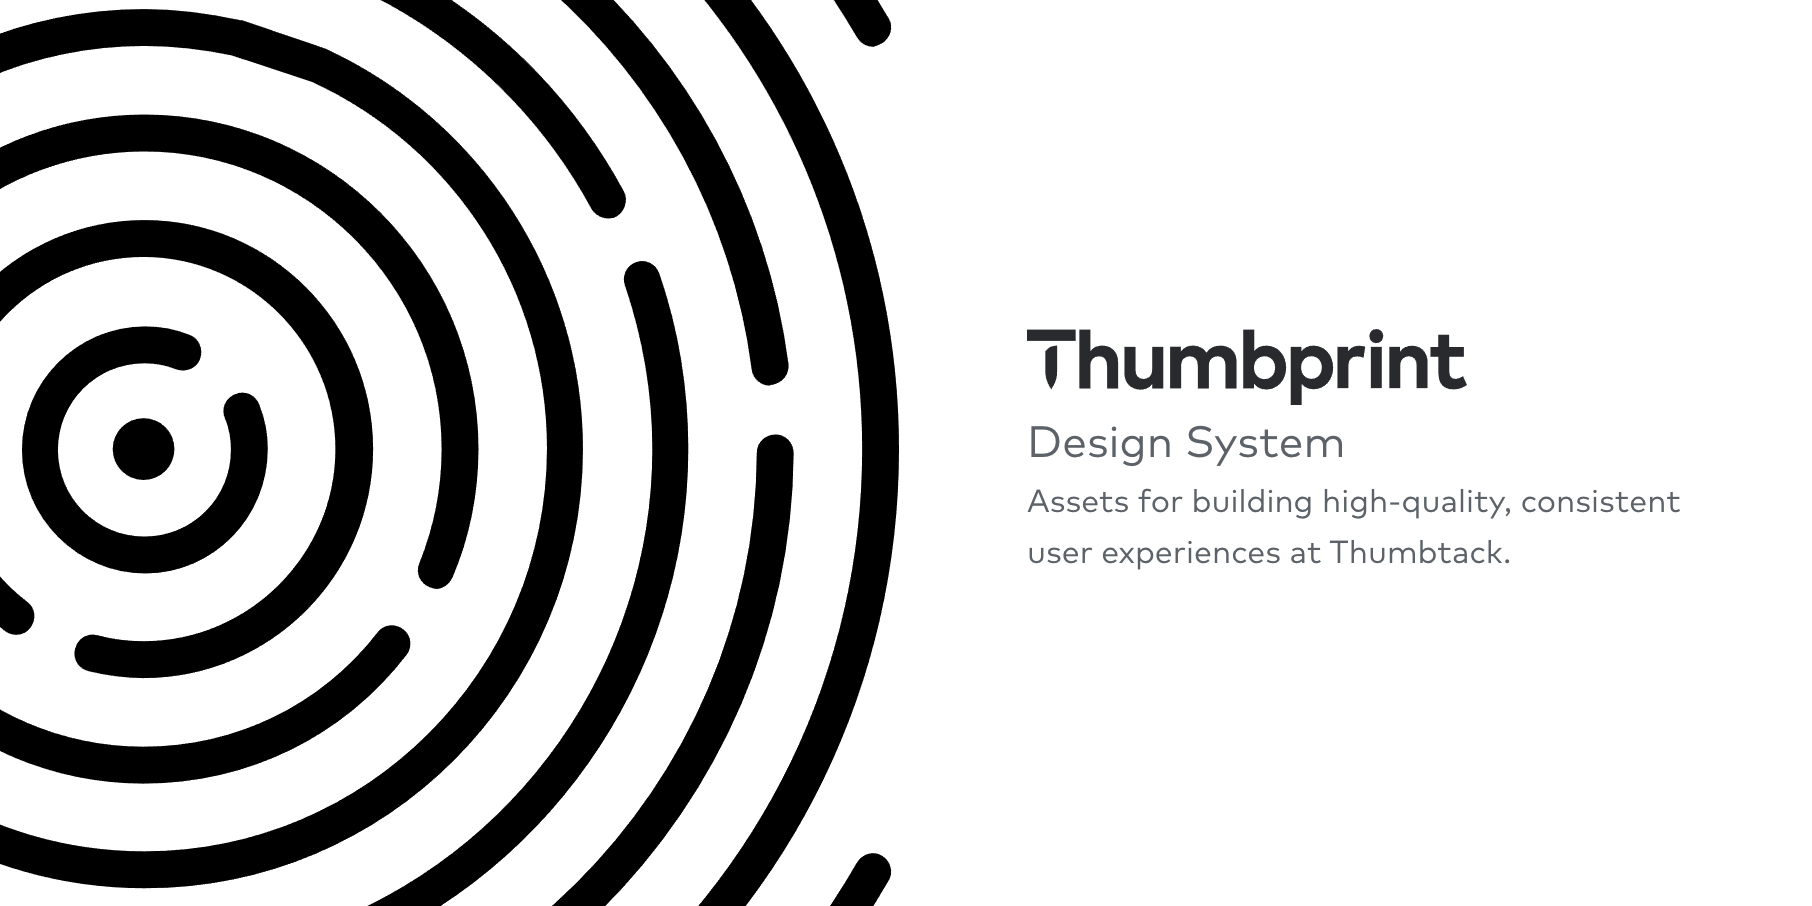 Thumbprint
Design System
Assets for building high-quality, consistent
user experiences at Thumbtack.